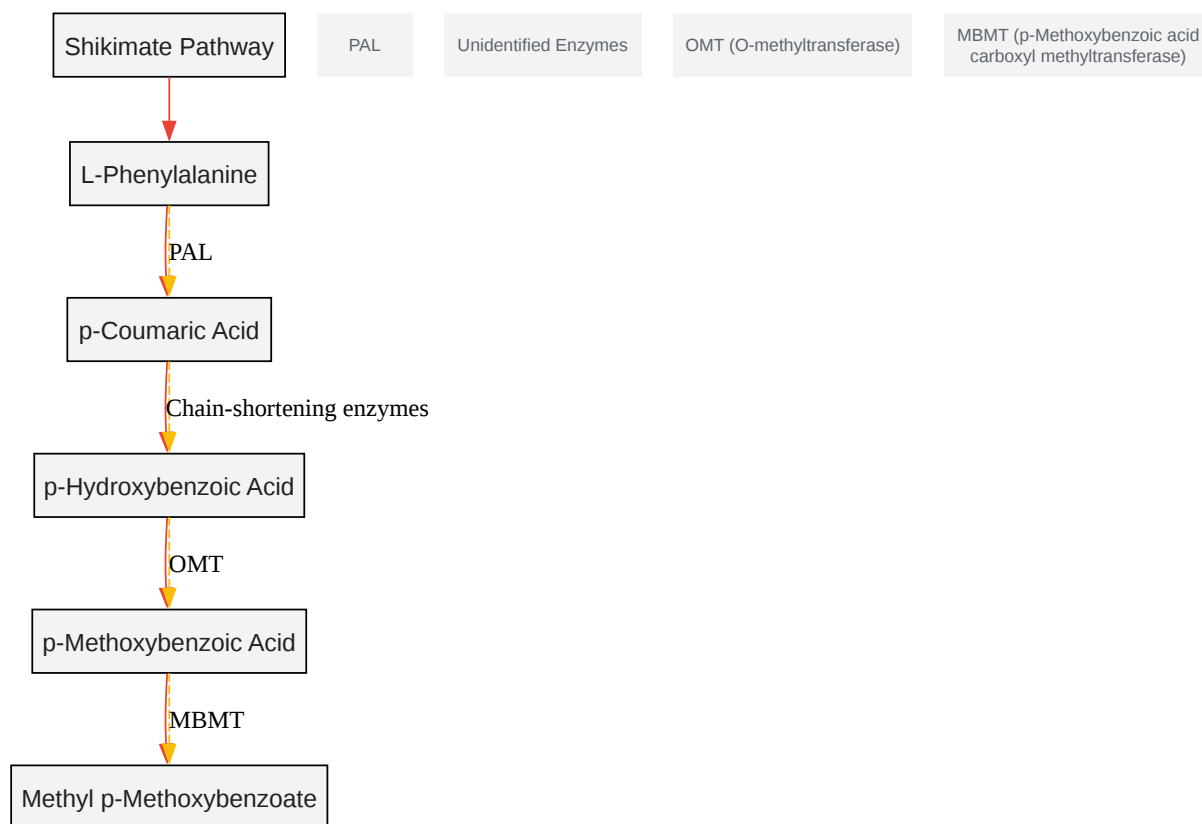 Shikimate Pathway
PAL
Unidentified Enzymes
OMT (O-methyltransferase)
MBMT (p-Methoxybenzoic acid
carboxyl methyltransferase)
L-Phenylalanine
PAL
p-Coumaric Acid
Chain-shortening enzymes
p-Hydroxybenzoic Acid
OMT
p-Methoxybenzoic Acid
MBMT
Methyl p-Methoxybenzoate